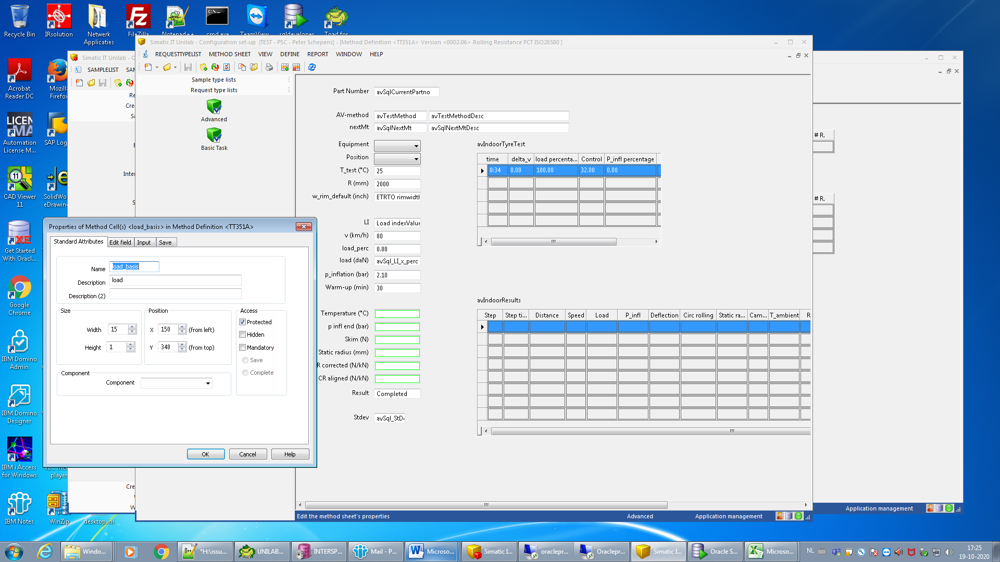 Recycle Bin
IRsolution
Netwerk Applicaties
FileZilla
Notepad++
cmd.exe
TeamView
sqldeveloper
Toad for
Acrobat Reader DC
Mozill Firefo
Automation License M...
SAP Log
CAD Viewer 11
SolidWo eDrawing
Get Started With Oracl...
Google Chrome
IBM Domino Admin
IBM Domino Designer
IBM i Access for Windows
player
IBM Notes
WinZip
desktop.ini
Simatic IT Unilab - C
SAMPLELIST
SAM
Re
Cre
Sa
Inter
Cre
W
Simatic IT Unilab - Configuration set-up [TEST - PSC - Peter Schepens] - [Method Definition <TT351A> Version <0002.06> Rolling Resistance PCT ISO28580 ]
REQUESTTYPELIST METHOD SHEET VIEW DEFINE REPORT WINDOW HELP
Sample type lists
Request type lists
Advanced
Basic Task
Part Number avSqlCurrentPartno
AV-method avTestMethod avTestMethodDesc
nextMt avSqlNextMt avSqlNextMtDesc
Equipment
Position
T_test (°C) 25
R (mm) 2000
w_rim_default (inch) ETRTO rimwidth
LI Load indexValue
v (km/h) 80
load_perc 0.80
load (daN) avSql_LI_x_perc
p_inflation (bar) 2.10
Warm-up (min) 30
Temperature (°C)
p infl end (bar)
Skim (N)
Static radius (mm)
R corrected (N/kN)
CR aligned (N/kN)
Result Completed
Stdev avSql_StDe
avIndoorTyreTest
time delta_v load percenta... Control P_infl percentage
0:34 0.00 100.00 32.00 0.00
avIndoorResults
Step Step ti... Distance Speed Load P_infl Deflection Circ rolling Static ra... Cam... T_ambient R
Edit the method sheet's properties
Advanced
Application management
# R.
# R.
Application management
Properties of Method Cell(s) <load_basis> in Method Definition <TT351A>
Standard Attributes Edit field Input Save
Name load_basis
Description load
Description (2)
Size
Width 15
Height 1
Position
X 150 (from left)
Y 348 (from top)
Access
Protected
Hidden
Mandatory
Save
Complete
Component
Component
OK Cancel Help
Windo...
*H:\issu...
UNILAB...
INTERSP...
Mail - P...
Microso...
Simatic I...
oraclepr...
Oraclepr...
Simatic I...
Oracle S...
Microso...
NL
17:25
19-10-2020